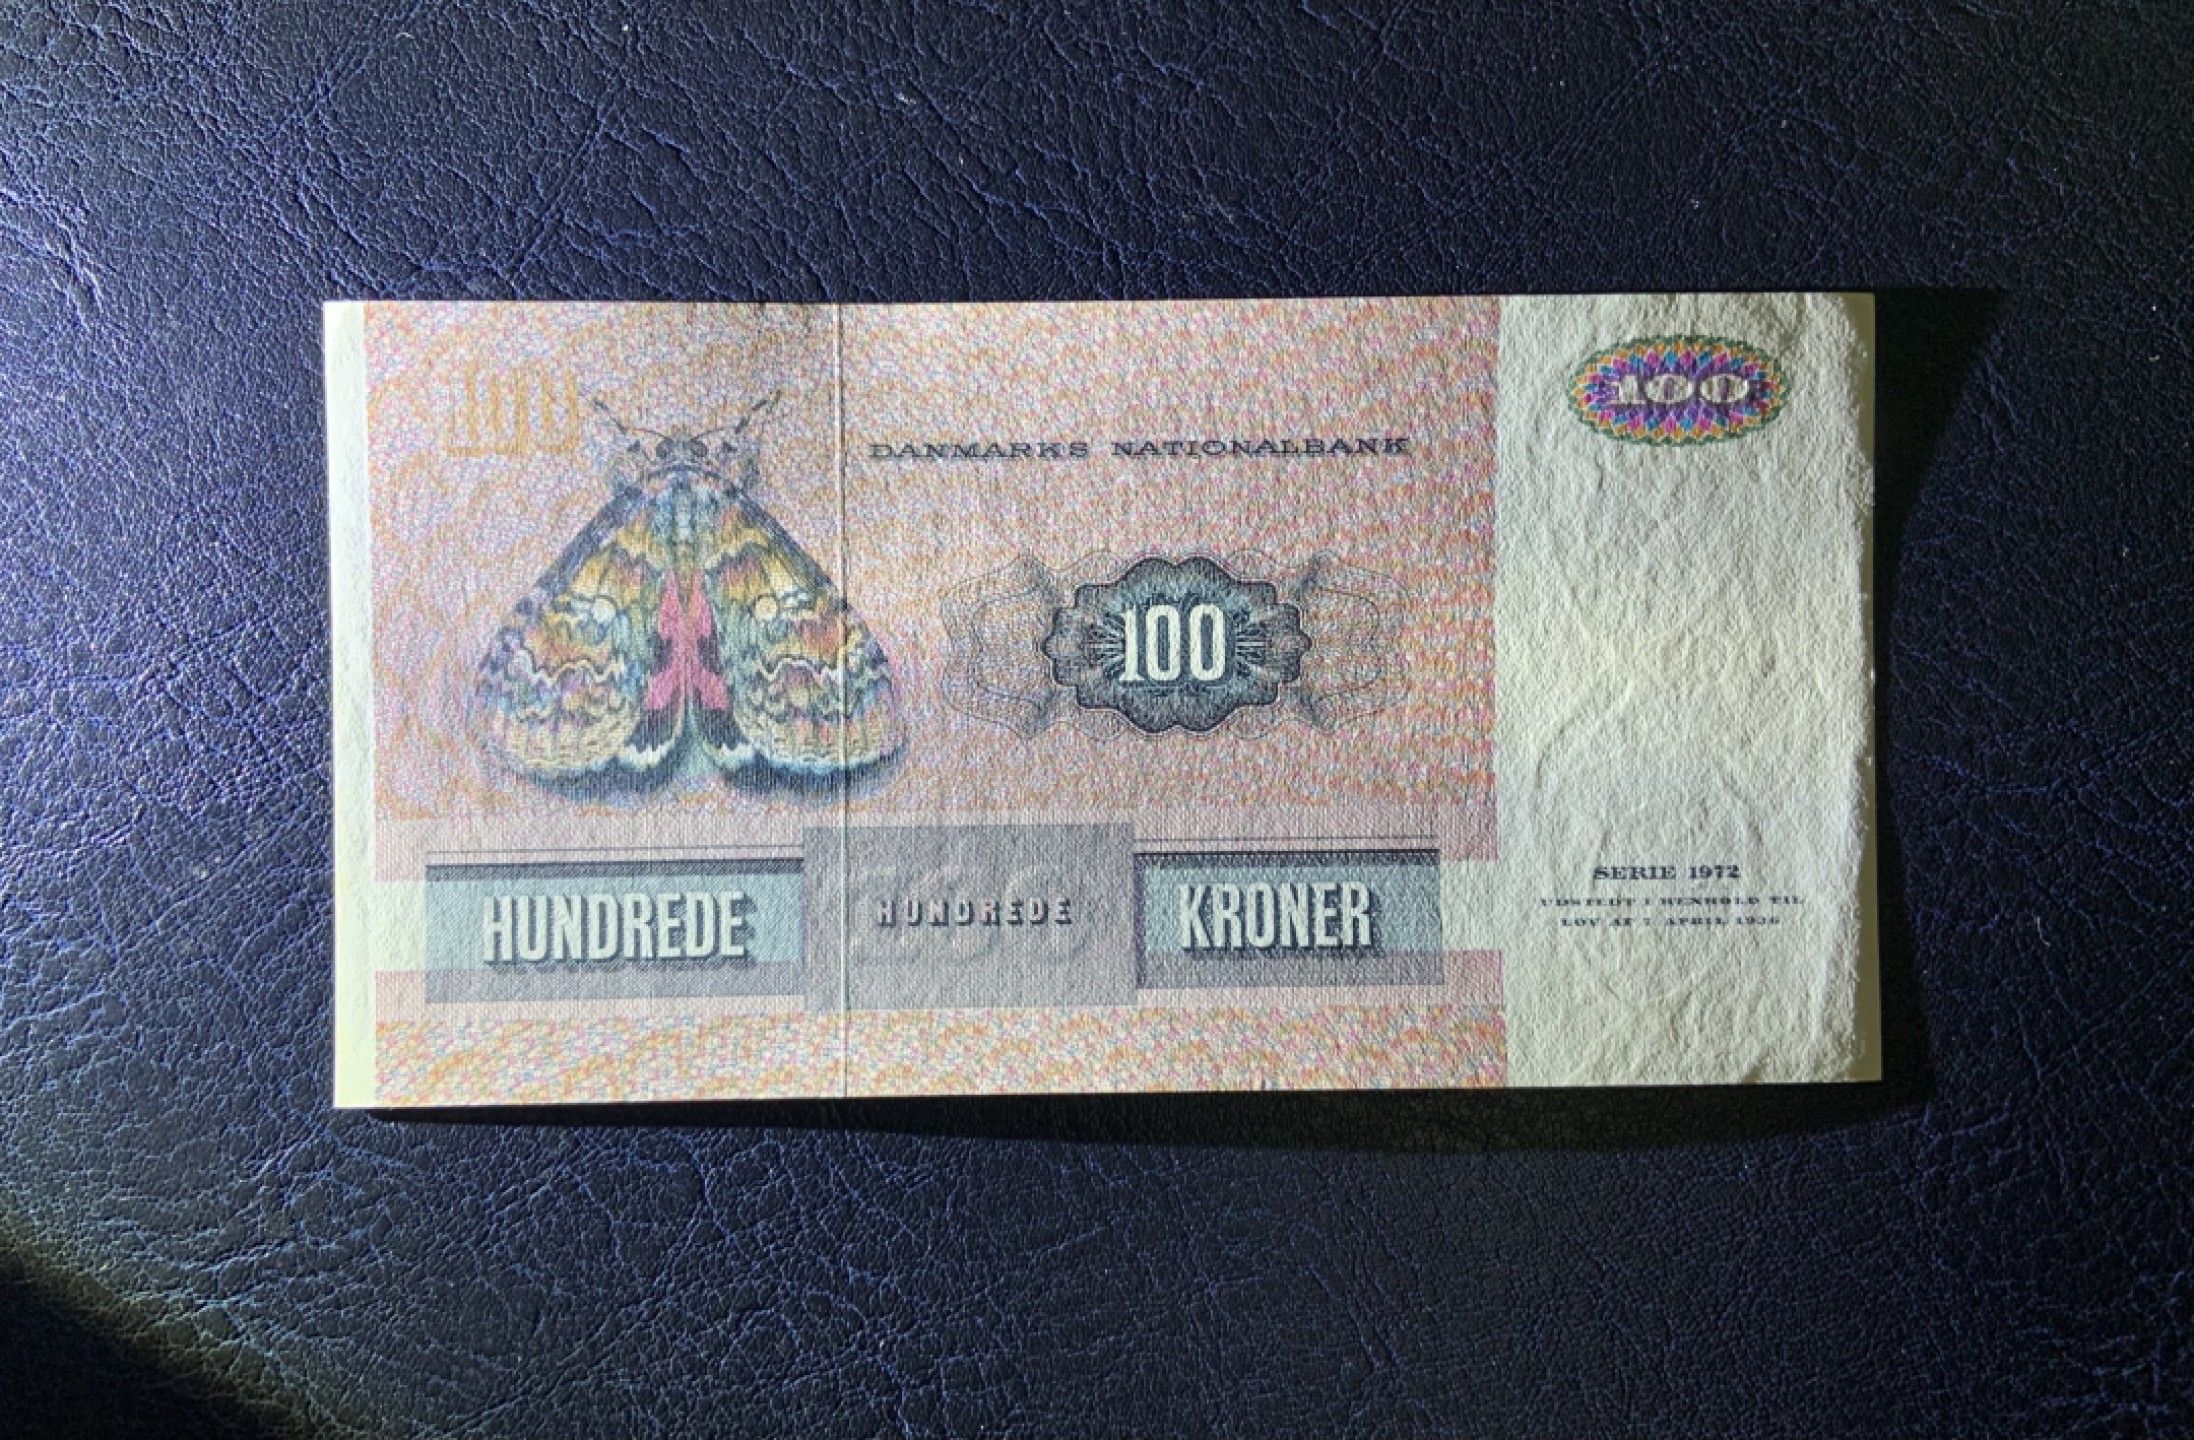 100
100
DANMARKS NATIONALBANK
100
HUNDREDE
HUNDREDE
KRONER
SERIE 1972
UDSTEDT I HENHOLD TIL
LOV AF 7 APRIL 1936